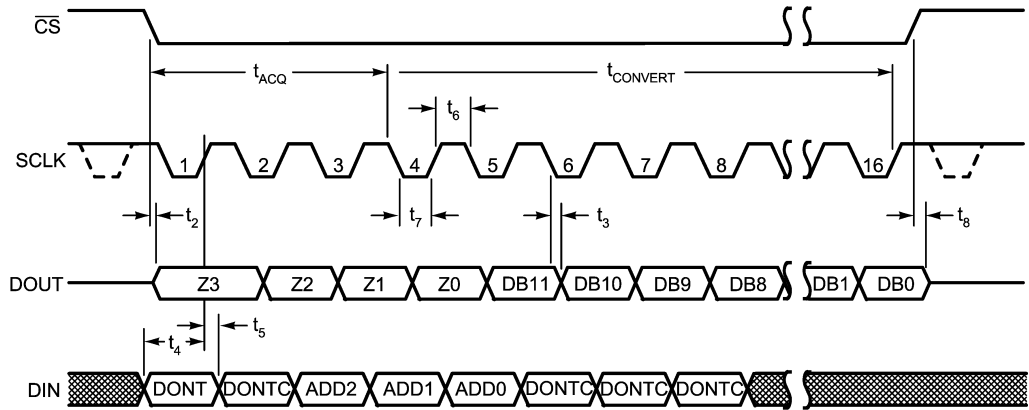 CS
tACQ
tCONVERT
t6
SCLK
1 2 3 4 5 6 7 8 16
t2
t7
t3
t8
DOUT
Z3 Z2 Z1 Z0 DB11 DB10 DB9 DB8 DB1 DB0
t4
t5
DIN
DONT DONTC ADD2 ADD1 ADD0 DONTC DONTC DONTC